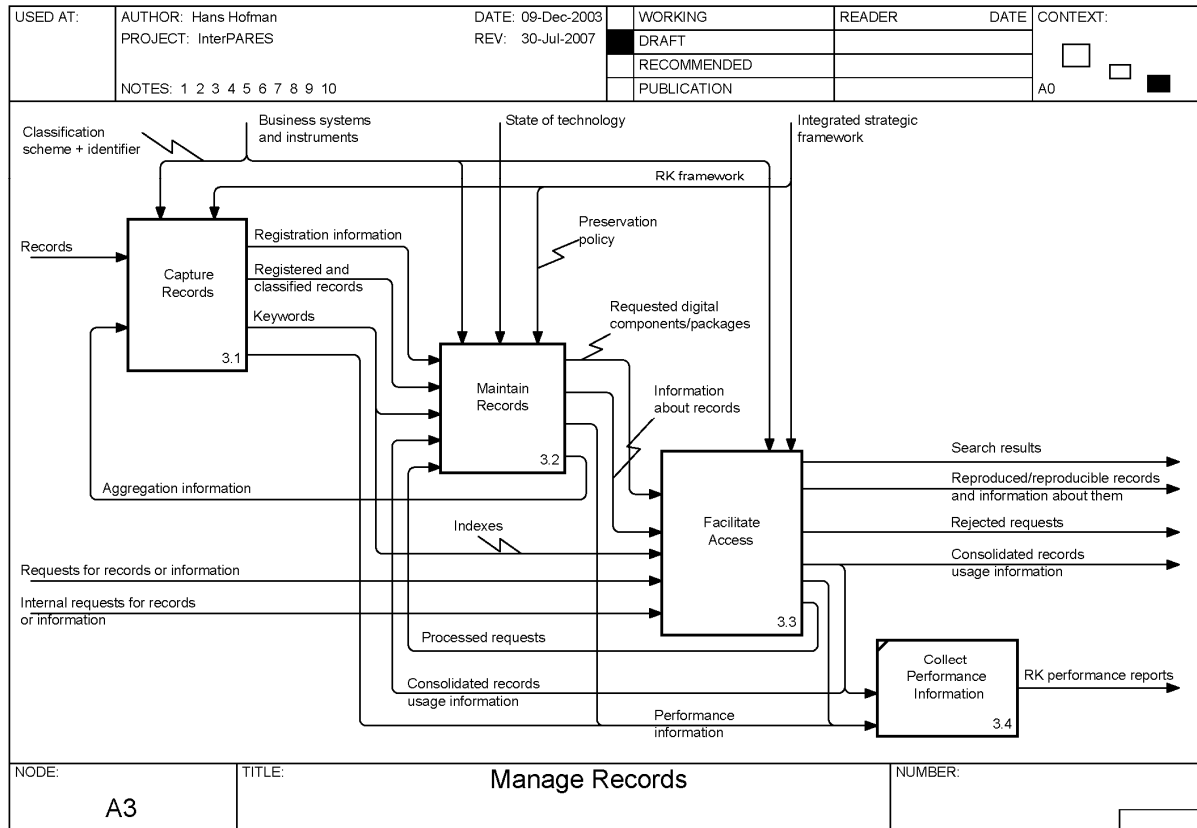 USED AT:
AUTHOR: Hans Hofman
DATE: 09-Dec-2003
WORKING
READER
DATE
CONTEXT:
PROJECT: InterPARES
REV: 30-Jul-2007
DRAFT
RECOMMENDED
NOTES: 1 2 3 4 5 6 7 8 9 10
PUBLICATION
A0
Classification
scheme + identifier
Business systems
and instruments
State of technology
Integrated strategic
framework
RK framework
Preservation
policy
Records
Registration information
Capture
Records
3.1
Registered and
classified records
Keywords
Requested digital
components/packages
Maintain
Records
3.2
Information
about records
Aggregation information
Search results
Reproduced/reproducible records
and information about them
Facilitate
Access
3.3
Rejected requests
Indexes
Consolidated records
usage information
Requests for records or information
Internal requests for records
or information
Processed requests
Collect
Performance
Information
3.4
RK performance reports
Consolidated records
usage information
Performance
information
NODE:
A3
TITLE:
Manage Records
NUMBER: